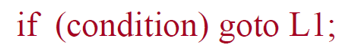 if (condition) goto L1;